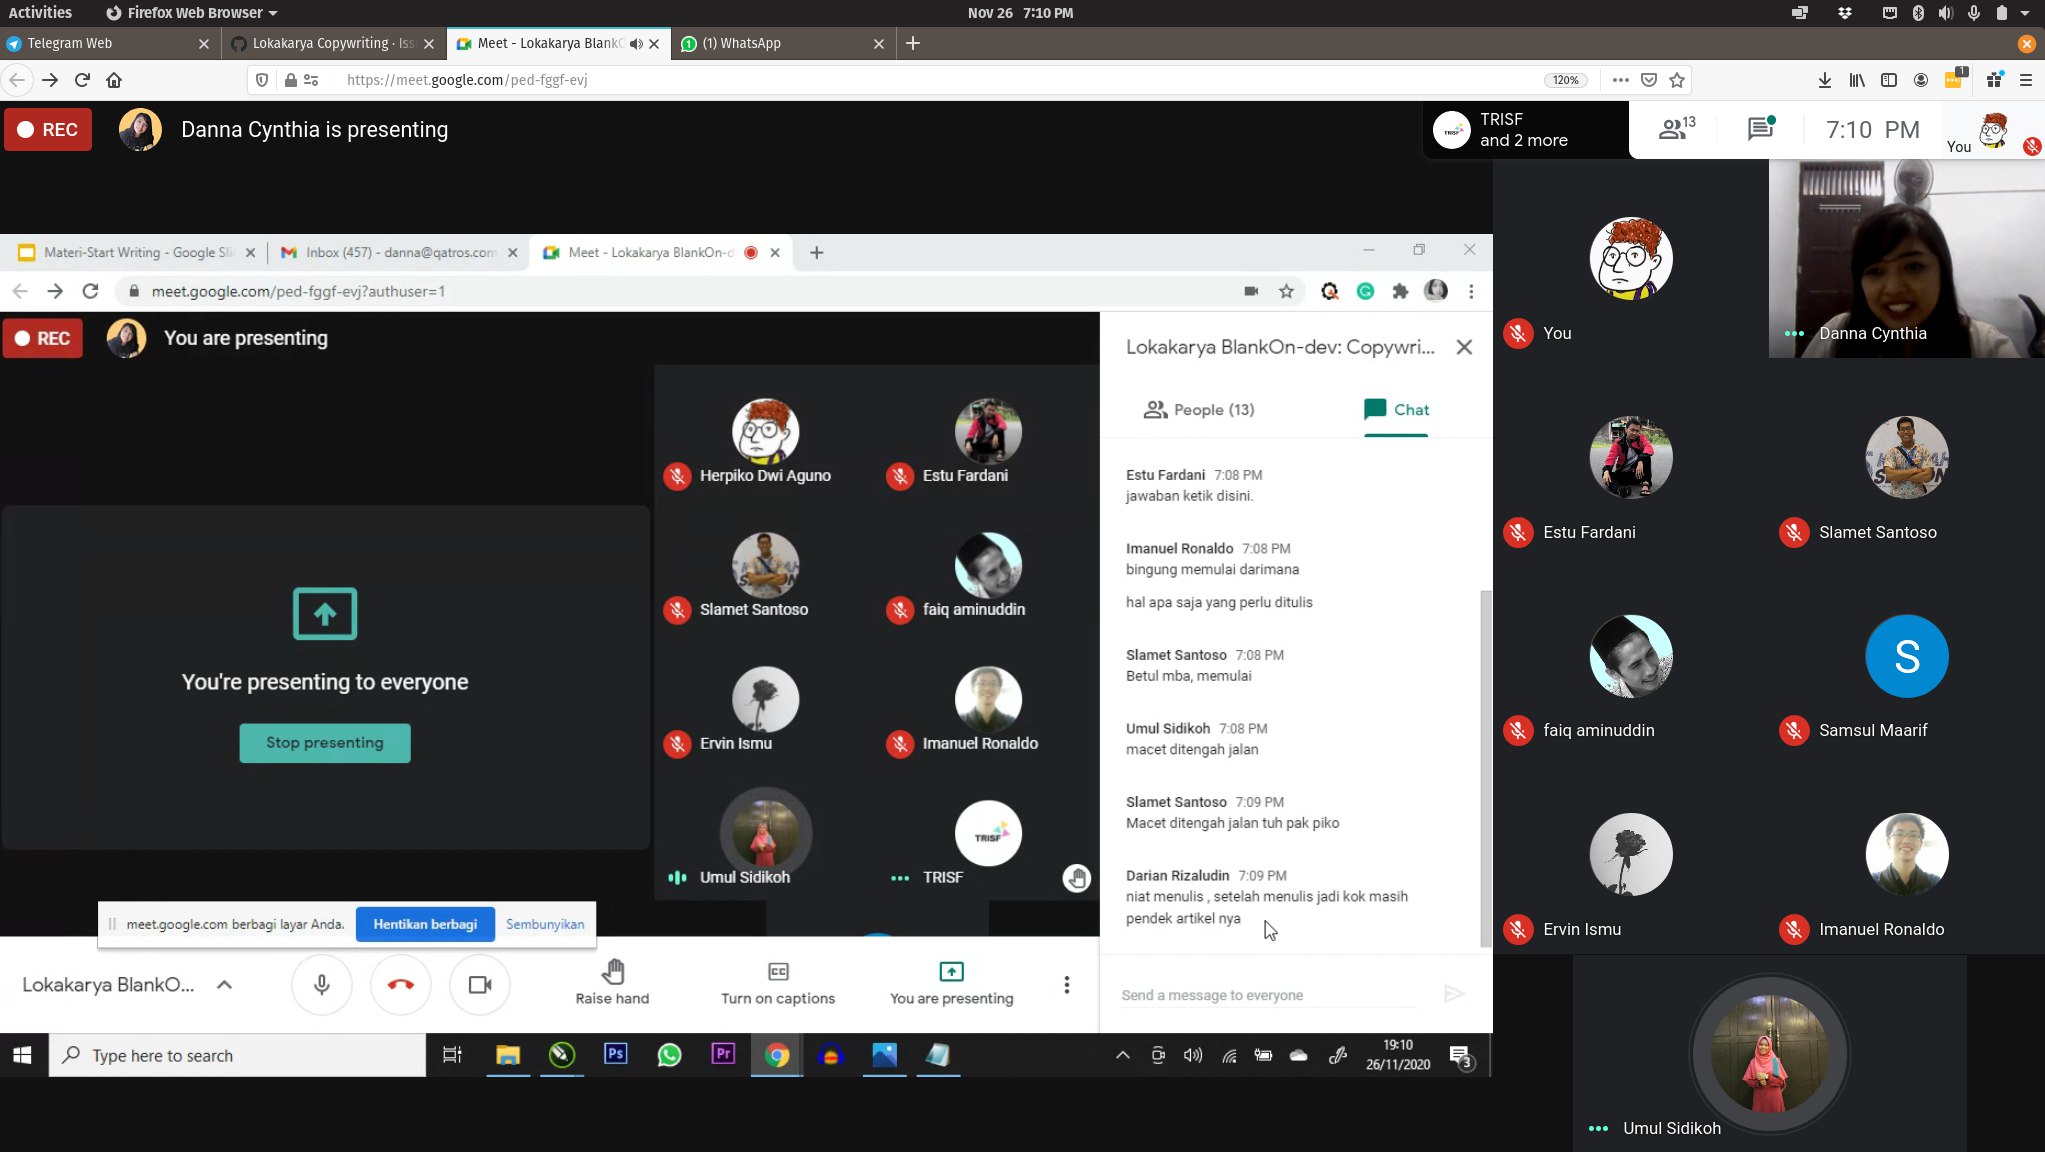 Activities
Firefox Web Browser
Nov 26 7:10 PM
Telegram Web
Lokakarya Copywriting · Iss
Meet - Lokakarya BlankO
(1) WhatsApp
https://meet.google.com/ped-fggf-evj
120%
1
REC
Danna Cynthia is presenting
TRISF
and 2 more
13
7:10 PM
You
Materi-Start Writing - Google Sli
Inbox (457) - danna@qatros.com
Meet - Lokakarya BlankOn-d
meet.google.com/ped-fggf-evj?authuser=1
REC
You are presenting
Herpiko Dwi Aguno
Estu Fardani
Slamet Santoso
faiq aminuddin
Ervin Ismu
Imanuel Ronaldo
TRISF
Umul Sidikoh
TRISF
You're presenting to everyone
Stop presenting
meet.google.com berbagi layar Anda.
Hentikan berbagi
Sembunyikan
Lokakarya BlankO...
Raise hand
CC
Turn on captions
You are presenting
Lokakarya BlankOn-dev: Copywri...
People (13)
Chat
Estu Fardani 7:08 PM
jawaban ketik disini.
Imanuel Ronaldo 7:08 PM
bingung memulai darimana
hal apa saja yang perlu ditulis
Slamet Santoso 7:08 PM
Betul mba, memulai
Umul Sidikoh 7:08 PM
macet ditengah jalan
Slamet Santoso 7:09 PM
Macet ditengah jalan tuh pak piko
Darian Rizaludin 7:09 PM
niat menulis , setelah menulis jadi kok masih
pendek artikel nya
Send a message to everyone
Type here to search
Ps
Pr
19:10
26/11/2020
3
You
Danna Cynthia
Estu Fardani
Slamet Santoso
S
faiq aminuddin
Samsul Maarif
Ervin Ismu
Imanuel Ronaldo
Umul Sidikoh